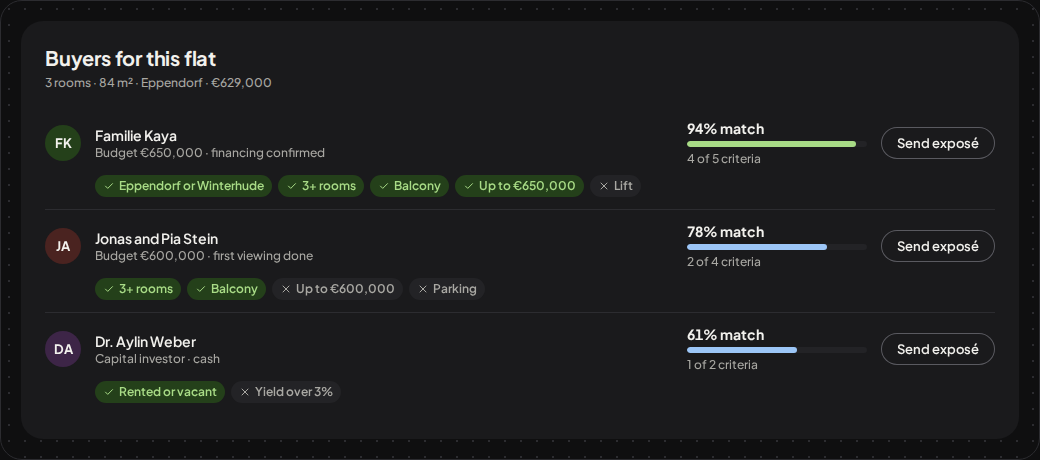 Buyers for this flat
3 rooms · 84 m² · Eppendorf · €629,000
FK
Familie Kaya
Budget €650,000 · financing confirmed
94% match
4 of 5 criteria
Send exposé
✓ Eppendorf or Winterhude ✓ 3+ rooms ✓ Balcony ✓ Up to €650,000 ✕ Lift
JA
Jonas and Pia Stein
Budget €600,000 · first viewing done
78% match
2 of 4 criteria
Send exposé
✓ 3+ rooms ✓ Balcony ✕ Up to €600,000 ✕ Parking
DA
Dr. Aylin Weber
Capital investor · cash
61% match
1 of 2 criteria
Send exposé
✓ Rented or vacant ✕ Yield over 3%